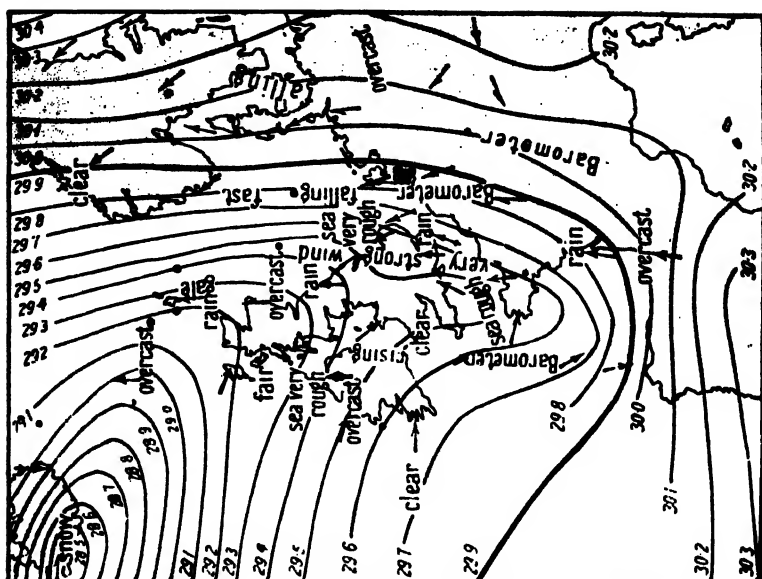 30·4
30·3
30·2
30·1
30·0
29·9
29·8
29·7
29·6
29·5
29·4
29·3
29·2
29·1
29·0
28·9
28·8
28·7
28·6
28·5
snow
clear
falling
overcast
Barometer
30·2
Barometer
falling
fast
sea
very
rough
rain
wind
strong
very
sea rough
rain
overcast
gale
rain
overcast
rain
overcast
fair
sea very
rough
overcast
rising
Barometer
clear
clear
29·1
29·2
29·3
29·4
29·5
29·6
29·7
29·9
29·8
30·0
30·1
30·2
30·3
30·2
30·3